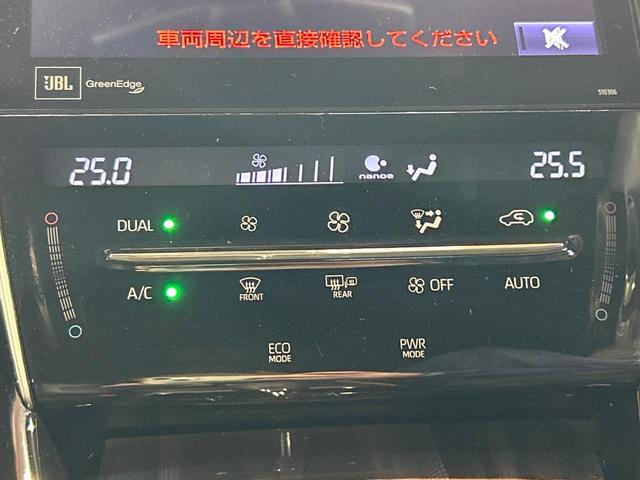 車両周辺を直接確認してください
JBL GreenEdge 510306
25.0 nanoe 25.5
DUAL
A/C FRONT REAR OFF AUTO
ECO MODE PWR MODE